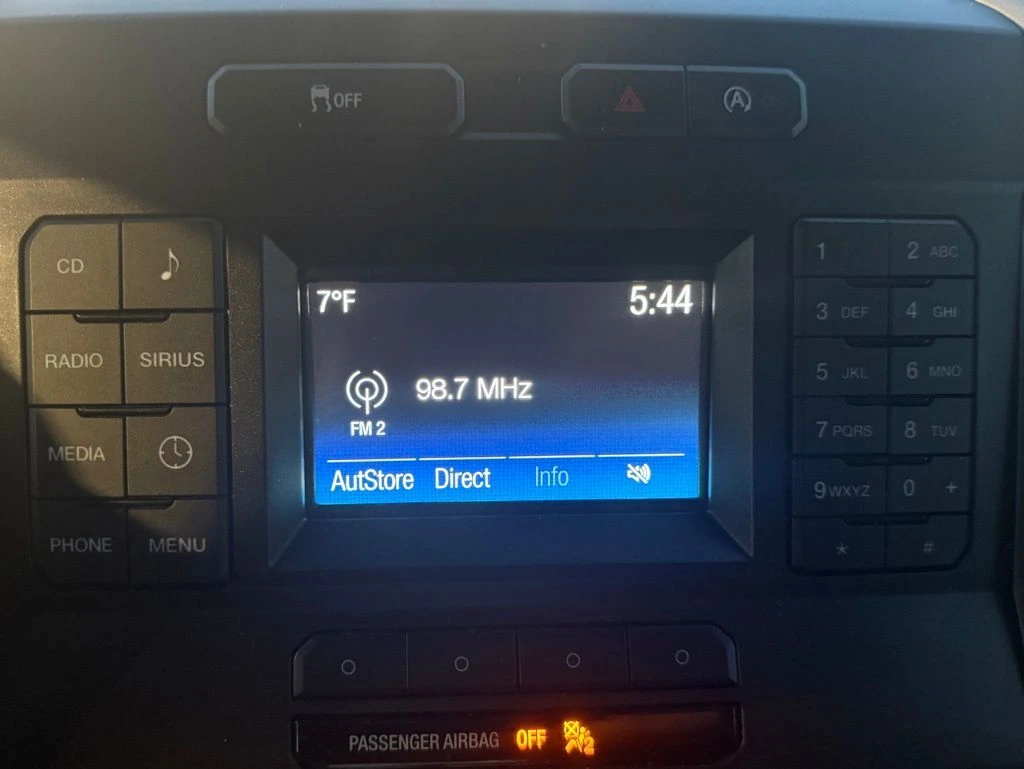 OFF
A
CD
RADIO SIRIUS
MEDIA
PHONE MENU
7°F 5:44
98.7 MHz
FM 2
AutStore Direct Info
1 2 ABC
3 DEF 4 GHI
5 JKL 6 MNO
7 PQRS 8 TUV
9 WXYZ 0 +
* #
PASSENGER AIRBAG OFF 2